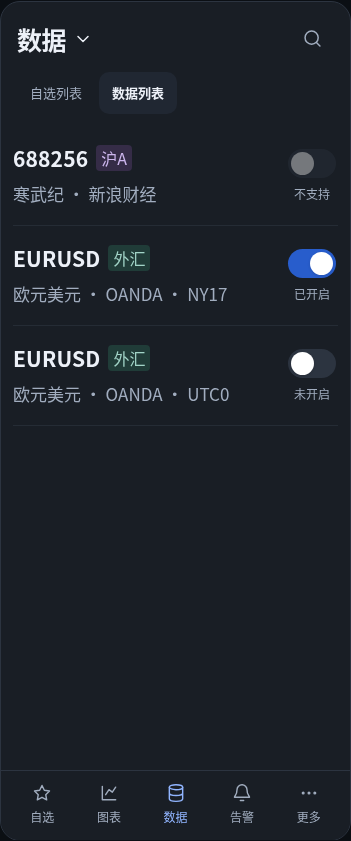 数据
自选列表 数据列表
688256 沪A
寒武纪 · 新浪财经
不支持
EURUSD 外汇
欧元美元 · OANDA · NY17
已开启
EURUSD 外汇
欧元美元 · OANDA · UTC0
未开启
自选 图表 数据 告警 更多